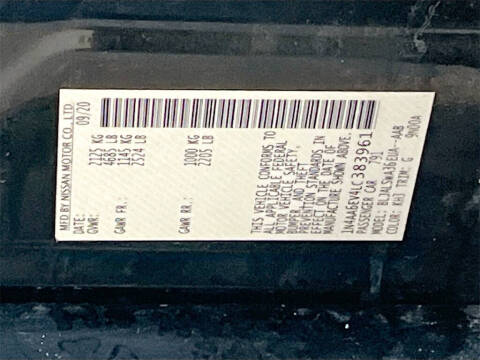 MFD BY NISSAN MOTOR CO., LTD
DATE: 09/20
GVWR: 2125 KG
4685 LB
GAWR FR.: 1145 KG
2524 LB
GAWR RR.: 1000 KG
2205 LB
THIS VEHICLE CONFORMS TO
ALL APPLICABLE FEDERAL
MOTOR VEHICLE SAFETY,
BUMPER, AND THEFT
PREVENTION STANDARDS IN
EFFECT ON THE DATE OF
MANUFACTURE SHOWN ABOVE.
1N4AA6EV4LC383961
PASSENGER CAR 791
MODEL:
COLOR: KH3 TRIM: G 9N00A